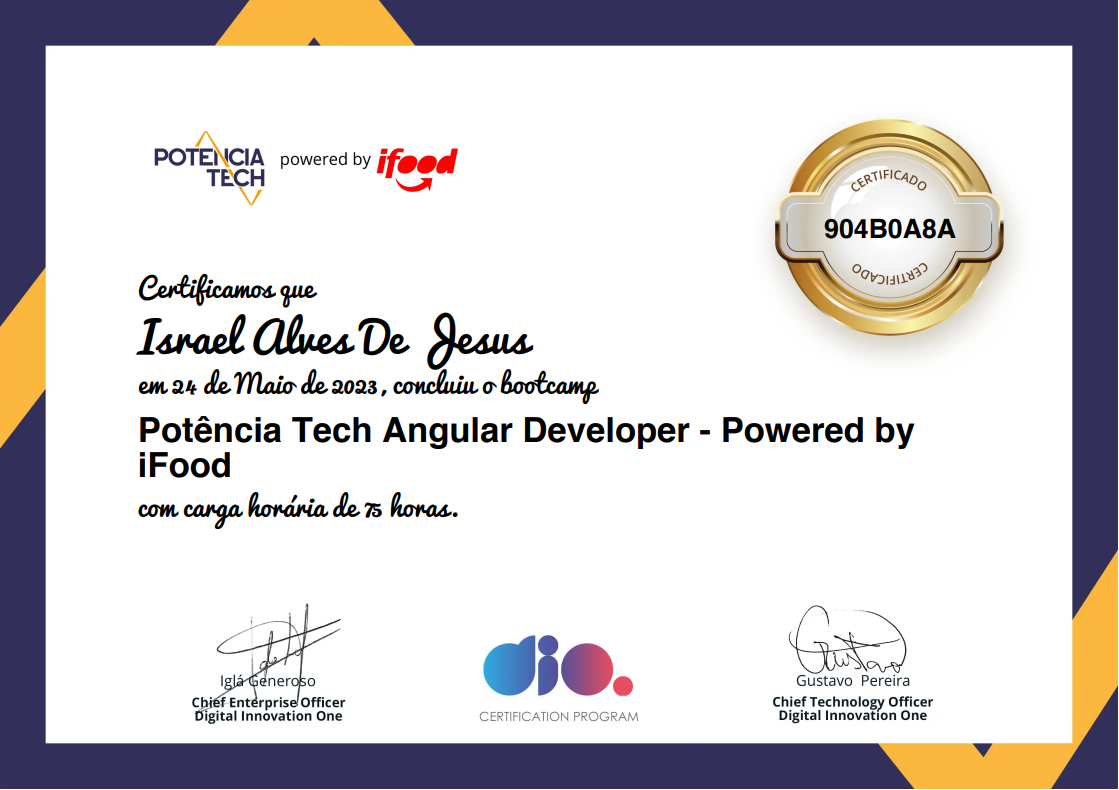 POTÊNCIA
TECH
powered by ifood
CERTIFICADO
904B0A8A
CERTIFICADO
Certificamos que
Israel Alves De Jesus
em 24 de Maio de 2023, concluiu o bootcamp
Potência Tech Angular Developer - Powered by
iFood
com carga horária de 75 horas.
Iglá Generoso
Chief Enterprise Officer
Digital Innovation One
dio.
CERTIFICATION PROGRAM
Gustavo
Gustavo Pereira
Chief Technology Officer
Digital Innovation One